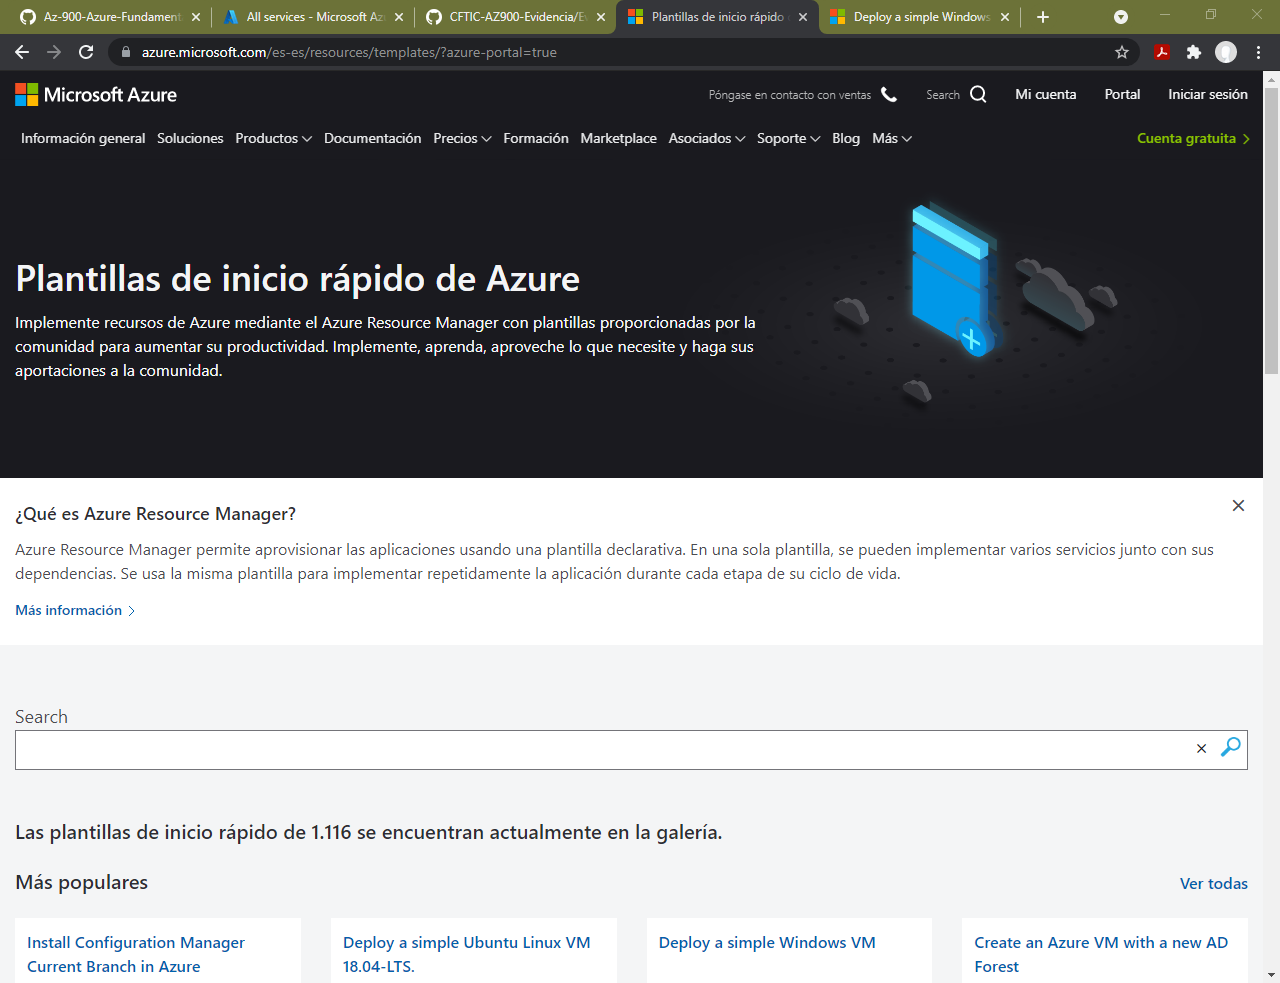 Az-900-Azure-Fundament
All services - Microsoft Az
CFTIC-AZ900-Evidencia/E
Plantillas de inicio rápido
Deploy a simple Windows
azure.microsoft.com/es-es/resources/templates/?azure-portal=true
Microsoft Azure
Póngase en contacto con ventas
Search
Mi cuenta
Portal
Iniciar sesión
Información general
Soluciones
Productos
Documentación
Precios
Formación
Marketplace
Asociados
Soporte
Blog
Más
Cuenta gratuita
Plantillas de inicio rápido de Azure
Implemente recursos de Azure mediante el Azure Resource Manager con plantillas proporcionadas por la
comunidad para aumentar su productividad. Implemente, aprenda, aproveche lo que necesite y haga sus
aportaciones a la comunidad.
¿Qué es Azure Resource Manager?
Azure Resource Manager permite aprovisionar las aplicaciones usando una plantilla declarativa. En una sola plantilla, se pueden implementar varios servicios junto con sus
dependencias. Se usa la misma plantilla para implementar repetidamente la aplicación durante cada etapa de su ciclo de vida.
Más información
Search
Las plantillas de inicio rápido de 1.116 se encuentran actualmente en la galería.
Más populares
Ver todas
Install Configuration Manager
Current Branch in Azure
Deploy a simple Ubuntu Linux VM
18.04-LTS.
Deploy a simple Windows VM
Create an Azure VM with a new AD
Forest